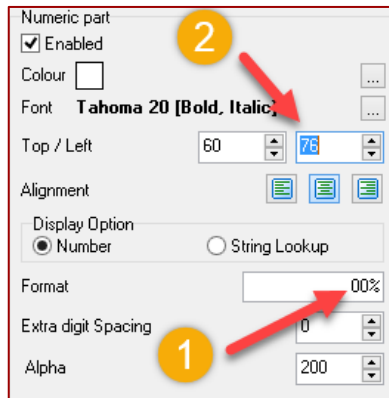 Numeric part
Enabled
2
Colour ...
Font Tahoma 20 [Bold, Italic] ...
Top / Left 60 76
Alignment
Display Option
Number String Lookup
Format 00%
Extra digit Spacing 0
1
Alpha 200